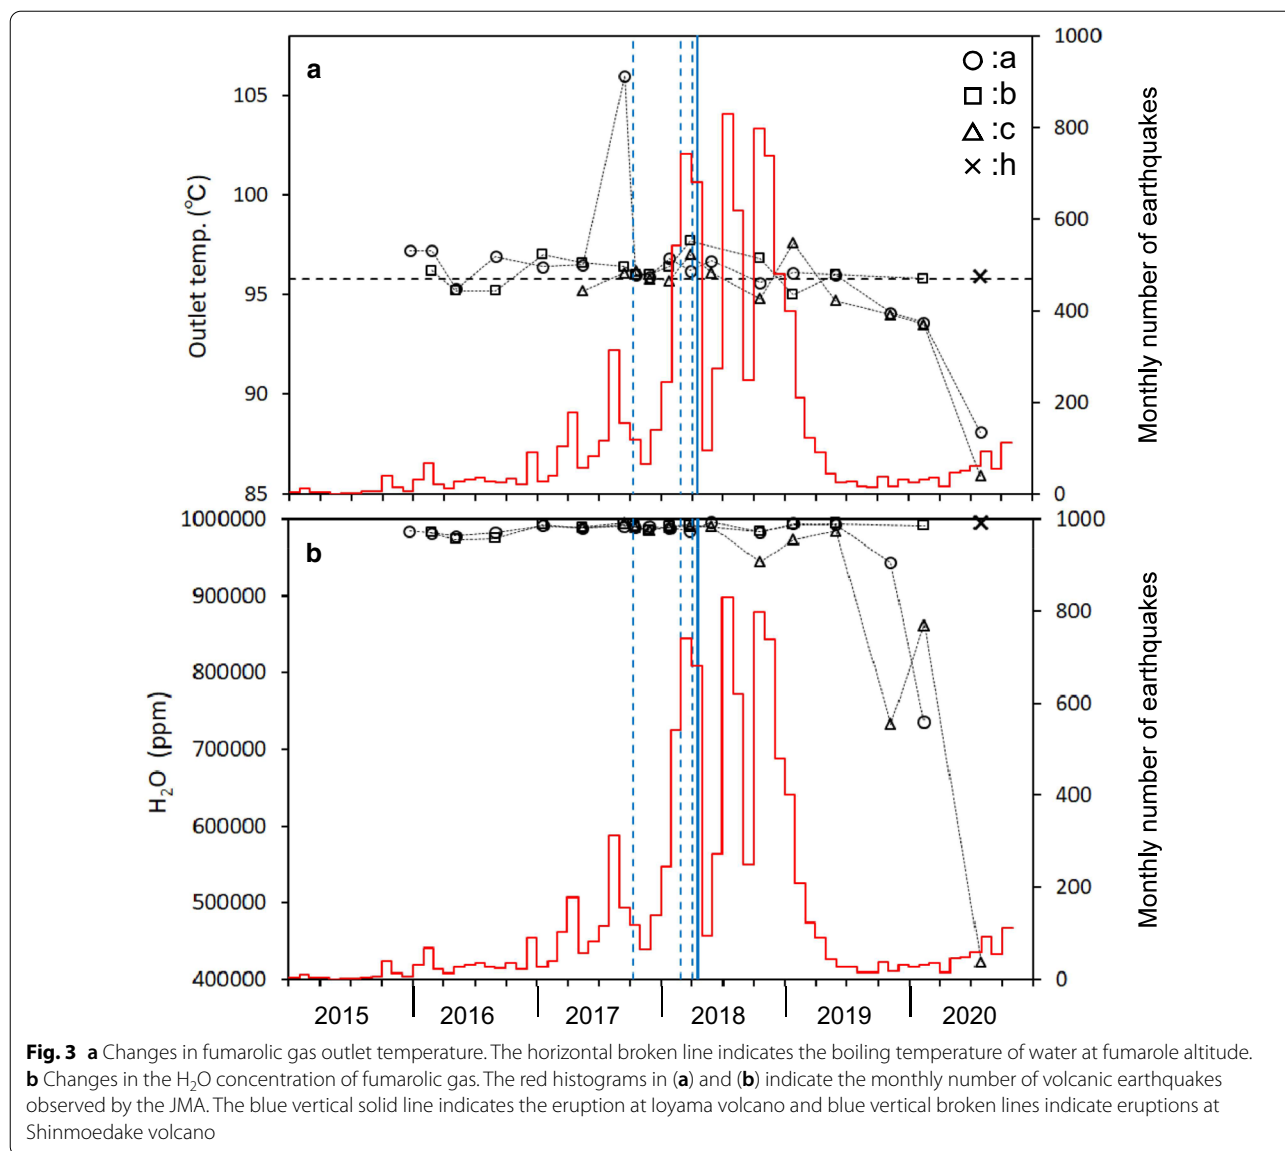 a
:a
:b
:c
:h
105
100
95
90
85
Outlet temp. (°C)
1000
800
600
400
200
0
Monthly number of earthquakes
b
1000000
900000
800000
700000
600000
500000
400000
H₂O (ppm)
1000
800
600
400
200
0
Monthly number of earthquakes
2015 2016 2017 2018 2019 2020
Fig. 3 a Changes in fumarolic gas outlet temperature. The horizontal broken line indicates the boiling temperature of water at fumarole altitude.
b Changes in the H₂O concentration of fumarolic gas. The red histograms in (a) and (b) indicate the monthly number of volcanic earthquakes
observed by the JMA. The blue vertical solid line indicates the eruption at Ioyama volcano and blue vertical broken lines indicate eruptions at
Shinmoedake volcano